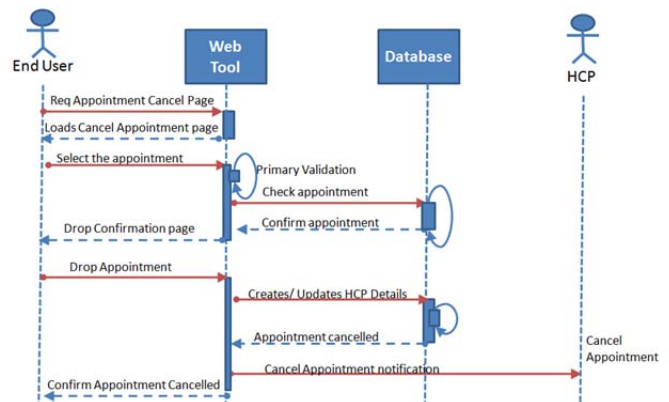 End User
Web
Tool
Database
HCP
Req Appointment Cancel Page
Loads Cancel Appointment page
Select the appointment
Primary Validation
Check appointment
Confirm appointment
Drop Confirmation page
Drop Appointment
Creates/ Updates HCP Details
Appointment cancelled
Cancel
Appointment
Cancel Appointment notification
Confirm Appointment Cancelled